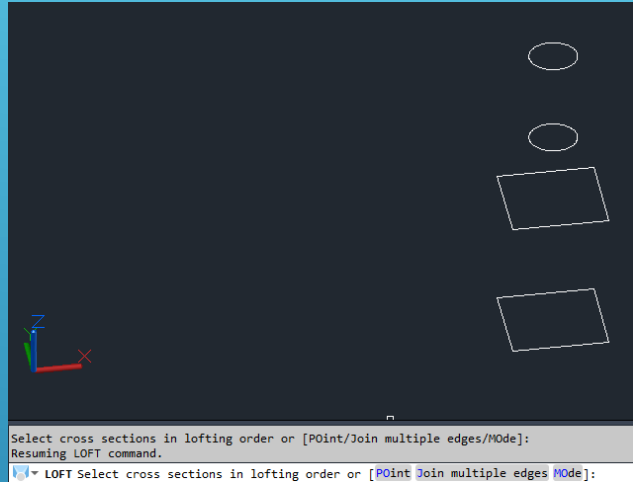 Z
Y
X
Select cross sections in lofting order or [POint/Join multiple edges/MOde]:
Resuming LOFT command.
LOFT Select cross sections in lofting order or [POint Join multiple edges MOde]: